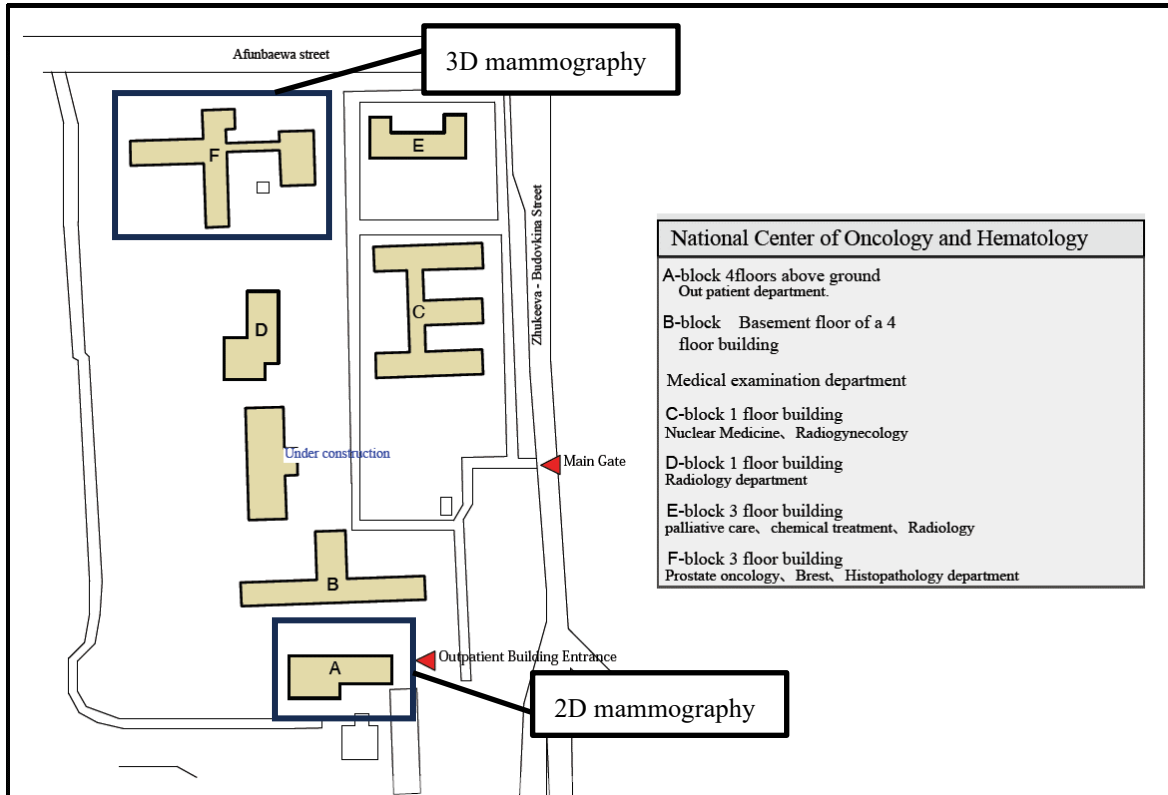 3D mammography
Afunbaewa street
F
E
Zhukeeva - Budovkina Street
D
C
Under construction
Main Gate
B
A
Outpatient Building Entrance
2D mammography
National Center of Oncology and Hematology
A-block 4floors above ground
Out patient department.
B-block Basement floor of a 4
floor building
Medical examination department
C-block 1 floor building
Nuclear Medicine、Radiogynecology
D-block 1 floor building
Radiology department
E-block 3 floor building
palliative care、chemical treatment、Radiology
F-block 3 floor building
Prostate oncology、Brest、Histopathology department